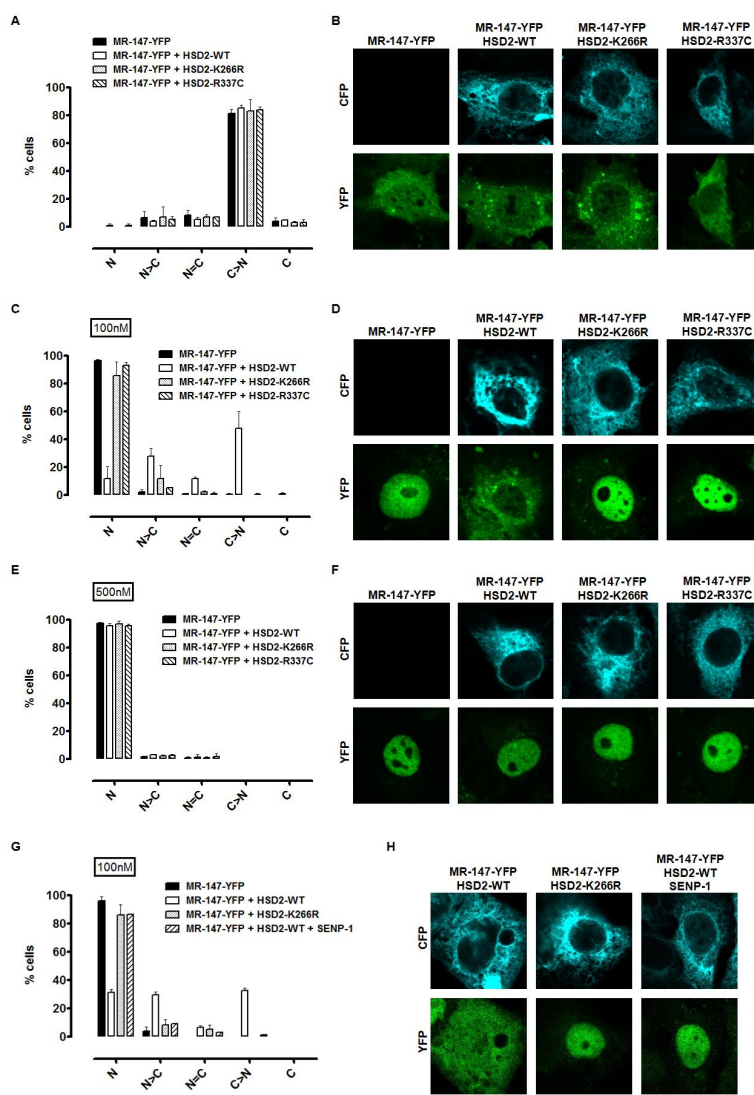 A
MR-147-YFP
MR-147-YFP + HSD2-WT
MR-147-YFP + HSD2-K266R
MR-147-YFP + HSD2-R337C
100
80
60
40
20
0
% cells
N
N>C
N=C
C>N
C
B
MR-147-YFP
MR-147-YFP
HSD2-WT
MR-147-YFP
HSD2-K266R
MR-147-YFP
HSD2-R337C
CFP
YFP
C
100nM
MR-147-YFP
MR-147-YFP + HSD2-WT
MR-147-YFP + HSD2-K266R
MR-147-YFP + HSD2-R337C
100
80
60
40
20
0
% cells
N
N>C
N=C
C>N
C
D
MR-147-YFP
MR-147-YFP
HSD2-WT
MR-147-YFP
HSD2-K266R
MR-147-YFP
HSD2-R337C
CFP
YFP
E
500nM
MR-147-YFP
MR-147-YFP + HSD2-WT
MR-147-YFP + HSD2-K266R
MR-147-YFP + HSD2-R337C
100
80
60
40
20
0
% cells
N
N>C
N=C
C>N
C
F
MR-147-YFP
MR-147-YFP
HSD2-WT
MR-147-YFP
HSD2-K266R
MR-147-YFP
HSD2-R337C
CFP
YFP
G
100nM
MR-147-YFP
MR-147-YFP + HSD2-WT
MR-147-YFP + HSD2-K266R
MR-147-YFP + HSD2-WT + SENP-1
100
80
60
40
20
0
% cells
N
N>C
N=C
C>N
C
H
MR-147-YFP
HSD2-WT
MR-147-YFP
HSD2-K266R
MR-147-YFP
HSD2-WT
SENP-1
CFP
YFP